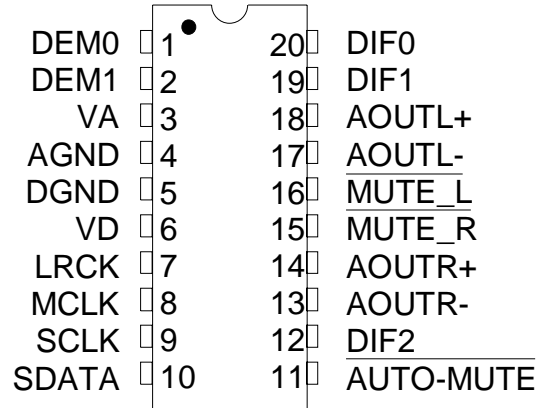 DEM0 1 20 DIF0
DEM1 2 19 DIF1
VA 3 18 AOUTL+
AGND 4 17 AOUTL-
DGND 5 16 MUTE_L
VD 6 15 MUTE_R
LRCK 7 14 AOUTR+
MCLK 8 13 AOUTR-
SCLK 9 12 DIF2
SDATA 10 11 AUTO-MUTE